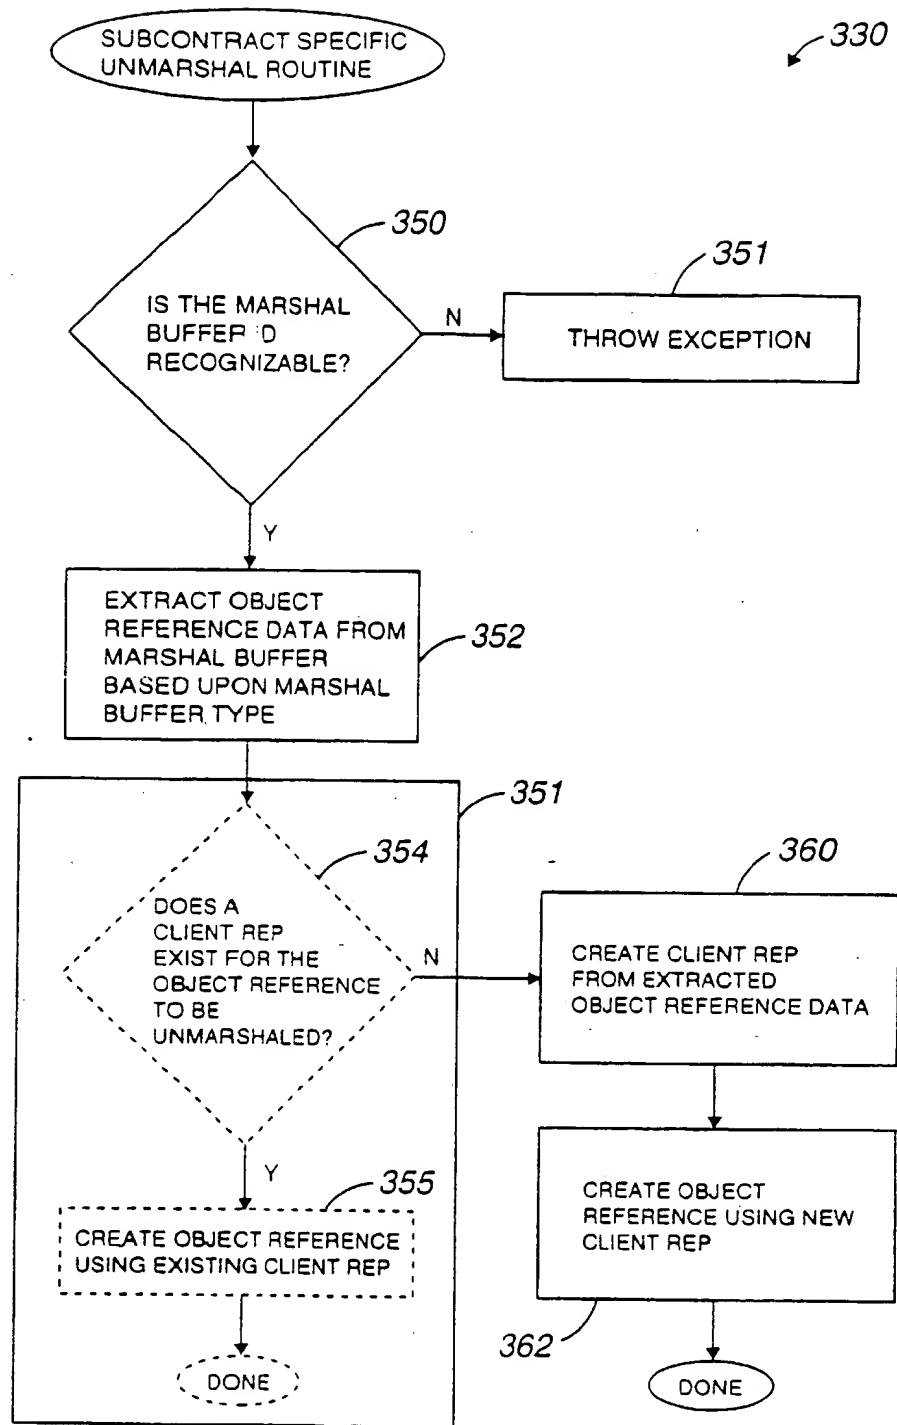 SUBCONTRACT SPECIFIC
UNMARSHAL ROUTINE
330
350
IS THE MARSHAL
BUFFER ID
RECOGNIZABLE?
N
351
THROW EXCEPTION
Y
EXTRACT OBJECT
REFERENCE DATA FROM
MARSHAL BUFFER
BASED UPON MARSHAL
BUFFER TYPE
352
351
354
DOES A
CLIENT REP
EXIST FOR THE
OBJECT REFERENCE
TO BE
UNMARSHALED?
N
360
CREATE CLIENT REP
FROM EXTRACTED
OBJECT REFERENCE DATA
Y
355
CREATE OBJECT REFERENCE
USING EXISTING CLIENT REP
CREATE OBJECT
REFERENCE USING NEW
CLIENT REP
362
DONE
DONE